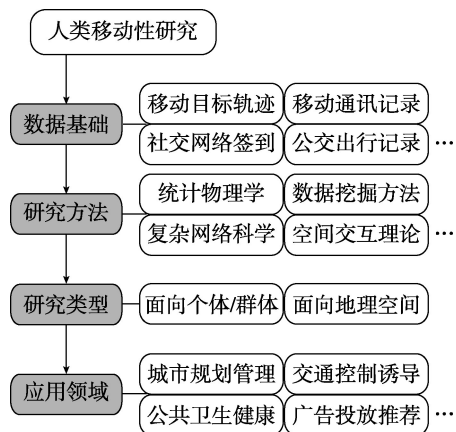 人类移动性研究
移动目标轨迹 移动通讯记录
数据基础
社交网络签到 公交出行记录 …
统计物理学 数据挖掘方法
研究方法
复杂网络科学 空间交互理论 …
研究类型 面向个体/群体 面向地理空间
城市规划管理 交通控制诱导
应用领域
公共卫生健康 广告投放推荐 …